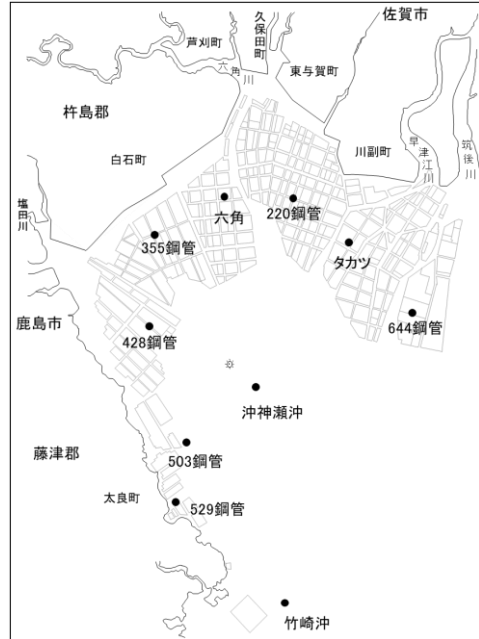 佐賀市
久保田町
芦刈町
六角川
東与賀町
杵島郡
川副町
早津江川
筑後川
白石町
塩田川
六角
220鋼管
355鋼管
タカツ
鹿島市
428鋼管
644鋼管
沖神瀬沖
藤津郡
503鋼管
太良町
529鋼管
竹崎沖